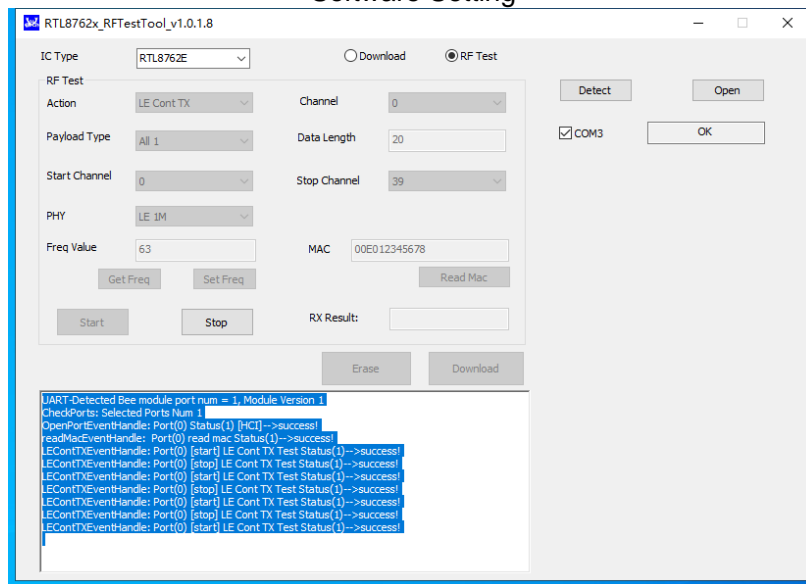 Software Setting
RTL8762x_RFTestTool_v1.0.1.8
IC Type RTL8762E Download RF Test
RF Test
Detect Open
Action LE Cont TX Channel 0
COM3 OK
Payload Type All 1 Data Length 20
Start Channel 0 Stop Channel 39
PHY LE 1M
Freq Value 63 MAC 00E012345678
Get Freq Set Freq Read Mac
Start Stop RX Result:
Erase Download
UART-Detected Bee module port num = 1, Module Version 1
CheckPorts: Selected Ports Num 1
OpenPortEventHandle: Port(0) Status(1) [HCI]-->success!
readMacEventHandle: Port(0) read mac Status(1)-->success!
LEContTXEventHandle: Port(0) [start] LE Cont TX Test Status(1)-->success!
LEContTXEventHandle: Port(0) [stop] LE Cont TX Test Status(1)-->success!
LEContTXEventHandle: Port(0) [start] LE Cont TX Test Status(1)-->success!
LEContTXEventHandle: Port(0) [stop] LE Cont TX Test Status(1)-->success!
LEContTXEventHandle: Port(0) [start] LE Cont TX Test Status(1)-->success!
LEContTXEventHandle: Port(0) [stop] LE Cont TX Test Status(1)-->success!
LEContTXEventHandle: Port(0) [start] LE Cont TX Test Status(1)-->success!